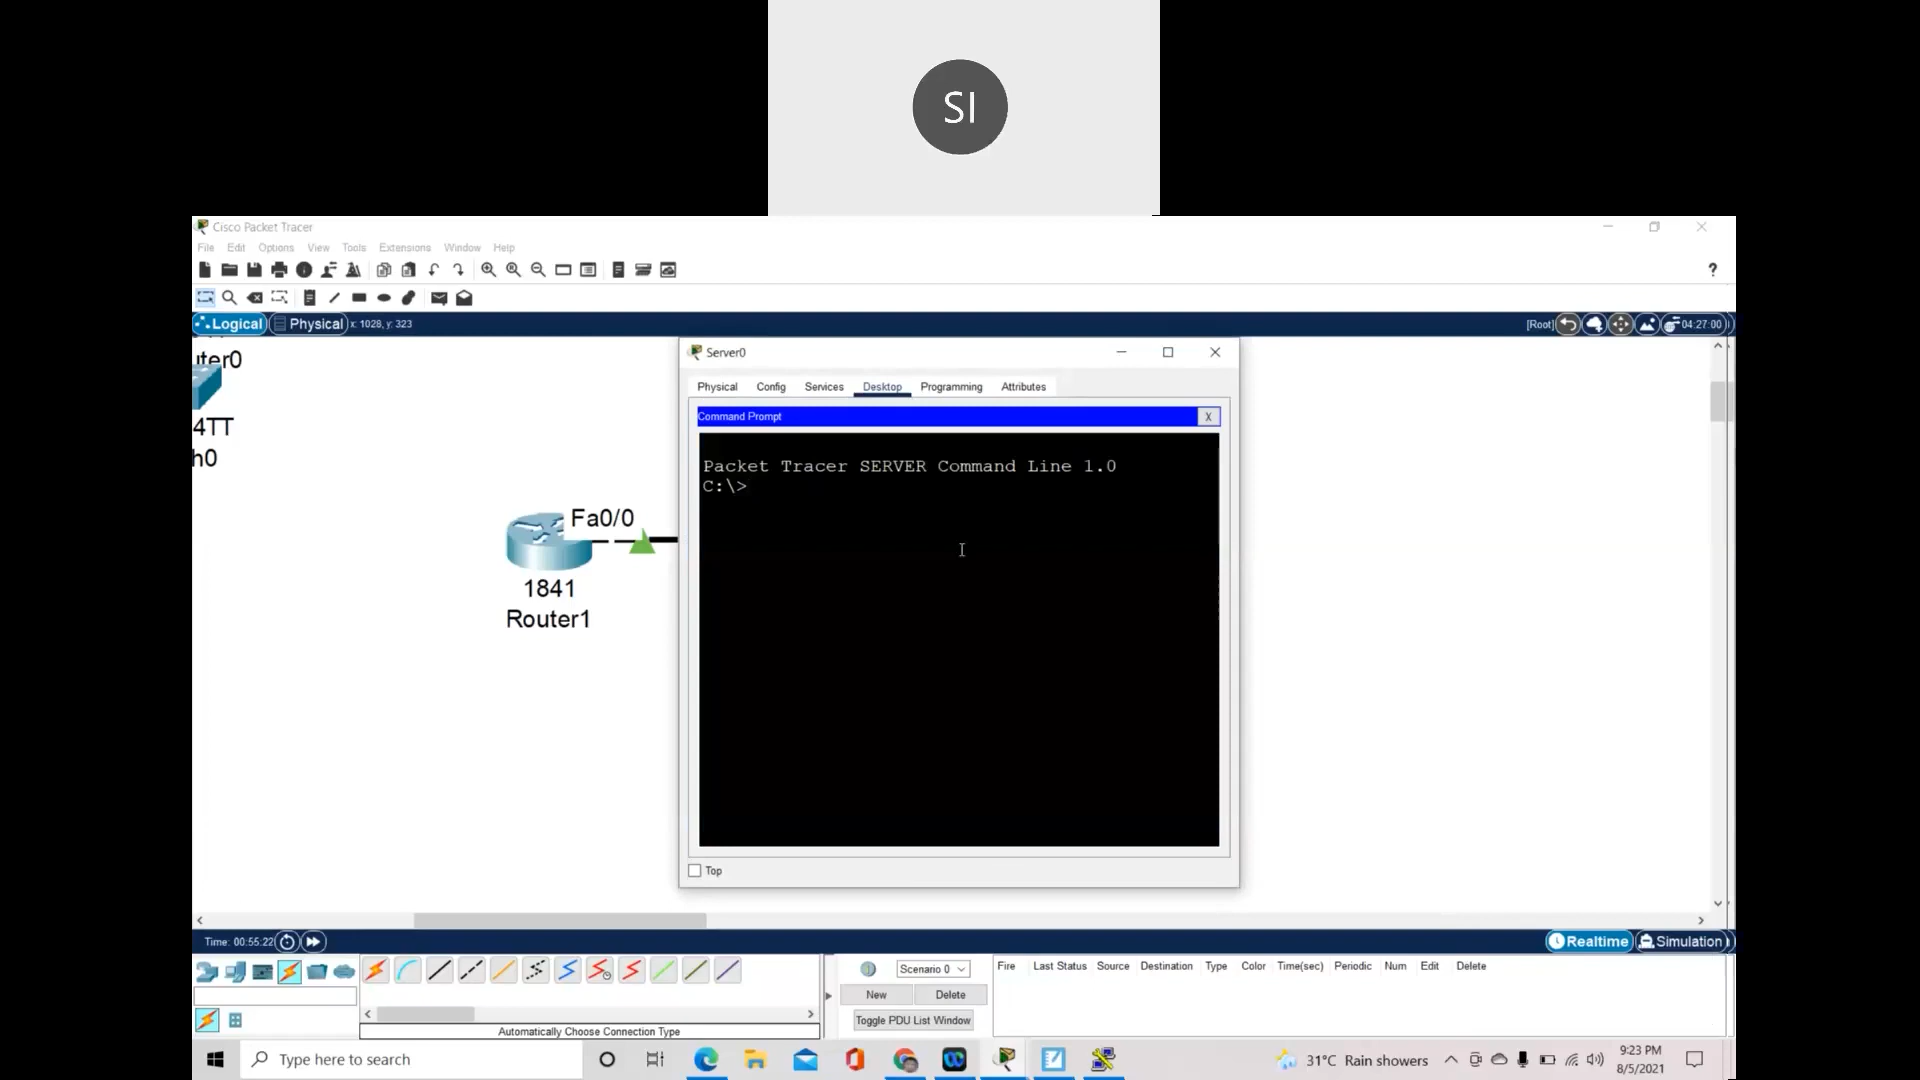 SI
Cisco Packet Tracer
File Edit Options View Tools Extensions Window Help
?
Logical Physical x: 1028, y: 323 [Root] 04:27:00
uter0
4TT
h0
Fa0/0
1841
Router1
Server0
Physical Config Services Desktop Programming Attributes
Command Prompt X
Packet Tracer SERVER Command Line 1.0
C:\>
Top
Time: 00:55:22 Realtime Simulation
Scenario 0
New Delete
Toggle PDU List Window
Fire Last Status Source Destination Type Color Time(sec) Periodic Num Edit Delete
Automatically Choose Connection Type
Type here to search
31°C Rain showers
9:23 PM
8/5/2021